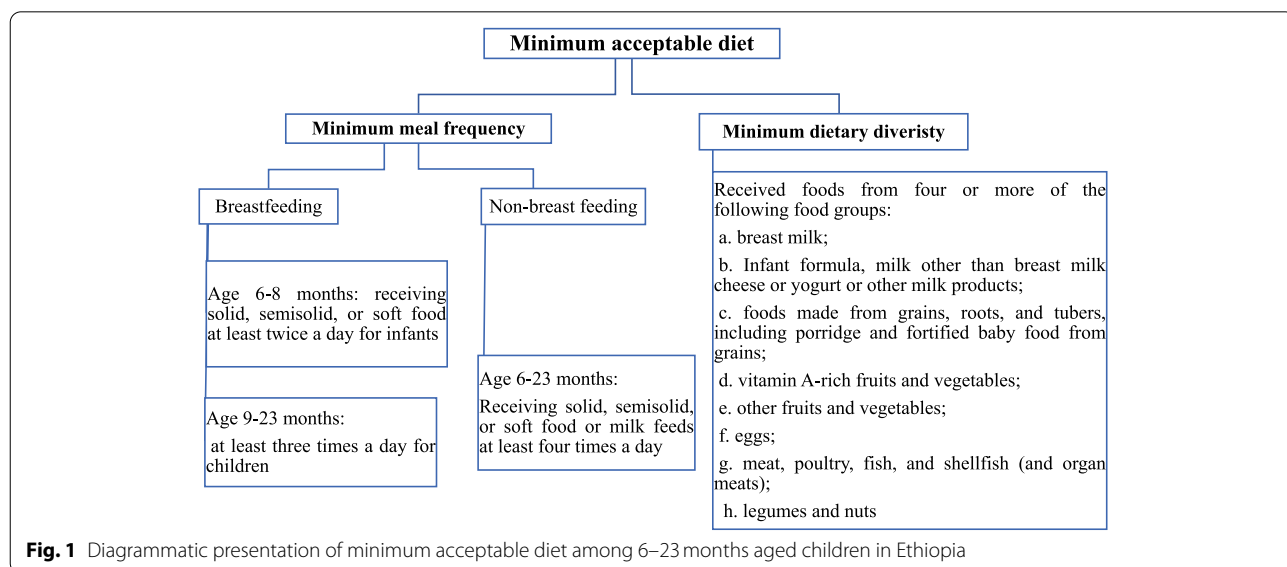 Minimum acceptable diet
Minimum meal frequency
Minimum dietary diveristy
Breastfeeding
Non-breast feeding
Age 6-8 months: receiving
solid, semisolid, or soft food
at least twice a day for infants
Age 9-23 months:
at least three times a day for
children
Age 6-23 months:
Receiving solid, semisolid,
or soft food or milk feeds
at least four times a day
Received foods from four or more of the
following food groups:
a. breast milk;
b. Infant formula, milk other than breast milk
cheese or yogurt or other milk products;
c. foods made from grains, roots, and tubers,
including porridge and fortified baby food from
grains;
d. vitamin A-rich fruits and vegetables;
e. other fruits and vegetables;
f. eggs;
g. meat, poultry, fish, and shellfish (and organ
meats);
h. legumes and nuts
Fig. 1 Diagrammatic presentation of minimum acceptable diet among 6–23 months aged children in Ethiopia